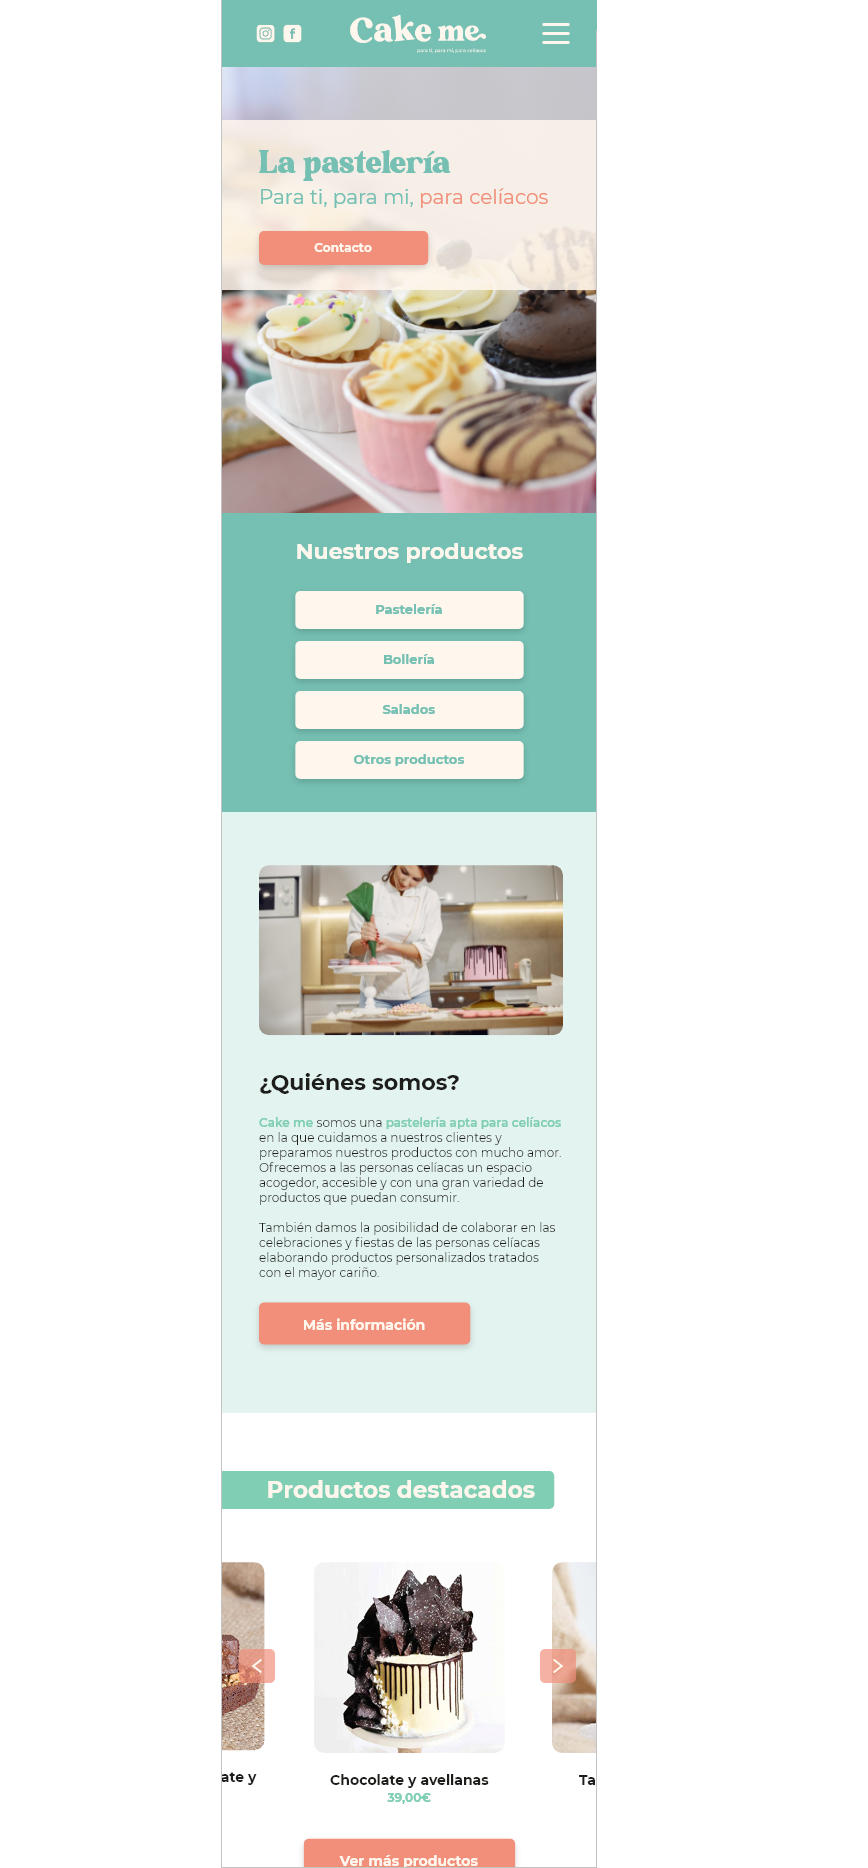 Cake me.
para ti, para mi, para celíacos
La pastelería
Para ti, para mi, para celíacos
Contacto
Nuestros productos
Pastelería
Bollería
Salados
Otros productos
¿Quiénes somos?
Cake me somos una pastelería apta para celíacos
en la que cuidamos a nuestros clientes y
preparamos nuestros productos con mucho amor.
Ofrecemos a las personas celíacas un espacio
acogedor, accesible y con una gran variedad de
productos que puedan consumir.
También damos la posibilidad de colaborar en las
celebraciones y fiestas de las personas celíacas
elaborando productos personalizados tratados
con el mayor cariño.
Más información
Productos destacados
ate y
Chocolate y avellanas
Ta
39,00€
Ver más productos